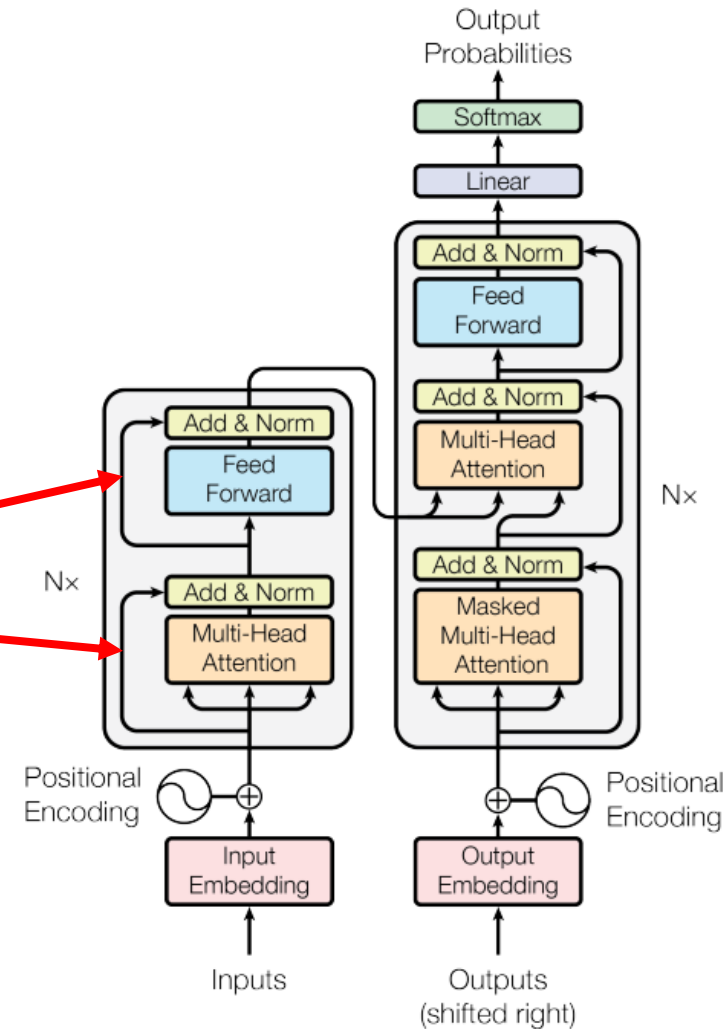 Output
Probabilities
Softmax
Linear
Add & Norm
Feed
Forward
Add & Norm
Multi-Head
Attention
Nx
Add & Norm
Masked
Multi-Head
Attention
Positional
Encoding
Output
Embedding
Outputs
(shifted right)
Add & Norm
Feed
Forward
Nx
Add & Norm
Multi-Head
Attention
Positional
Encoding
Input
Embedding
Inputs